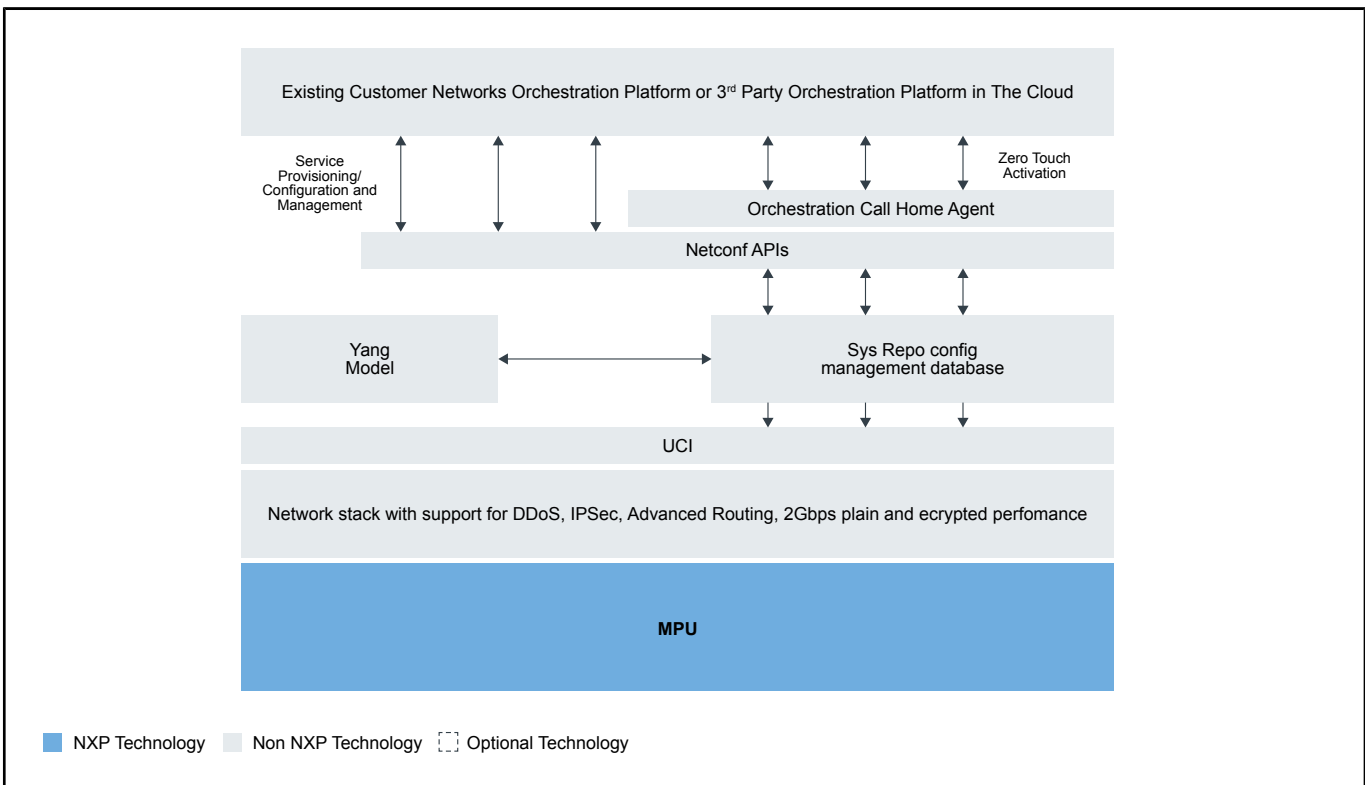 Existing Customer Networks Orchestration Platform or 3rd Party Orchestration Platform in The Cloud
Service
Provisioning/
Configuration and
Management
Zero Touch
Activation
Orchestration Call Home Agent
Netconf APIs
Yang
Model
Sys Repo config
management database
UCI
Network stack with support for DDoS, IPSec, Advanced Routing, 2Gbps plain and ecrypted perfomance
MPU
NXP Technology
Non NXP Technology
Optional Technology